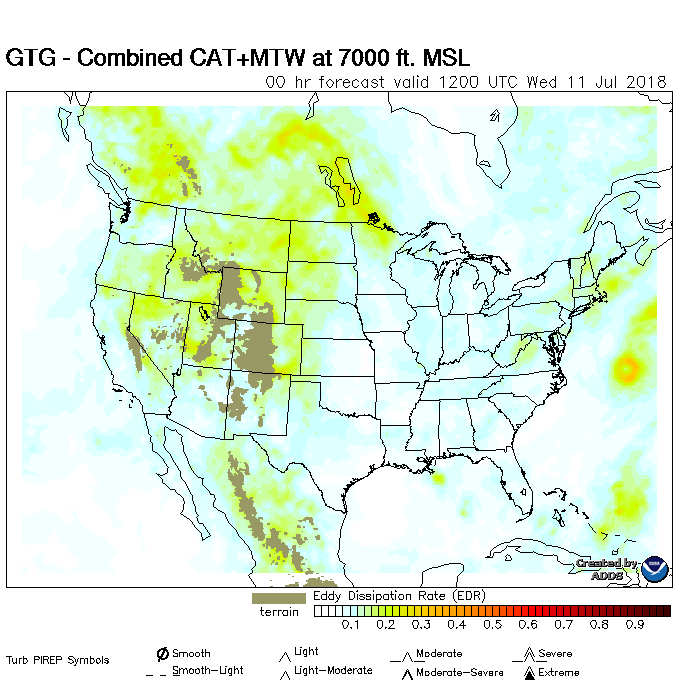 GTG - Combined CAT+MTW at 7000 ft. MSL
00 hr forecast valid 1200 UTC Wed 11 Jul 2018
Created by
ADDS
Eddy Dissipation Rate (EDR)
terrain
0.1 0.2 0.3 0.4 0.5 0.6 0.7 0.8 0.9
Turb PIREP Symbols
Smooth Light Moderate Severe
Smooth-Light Light-Moderate Moderate-Severe Extreme